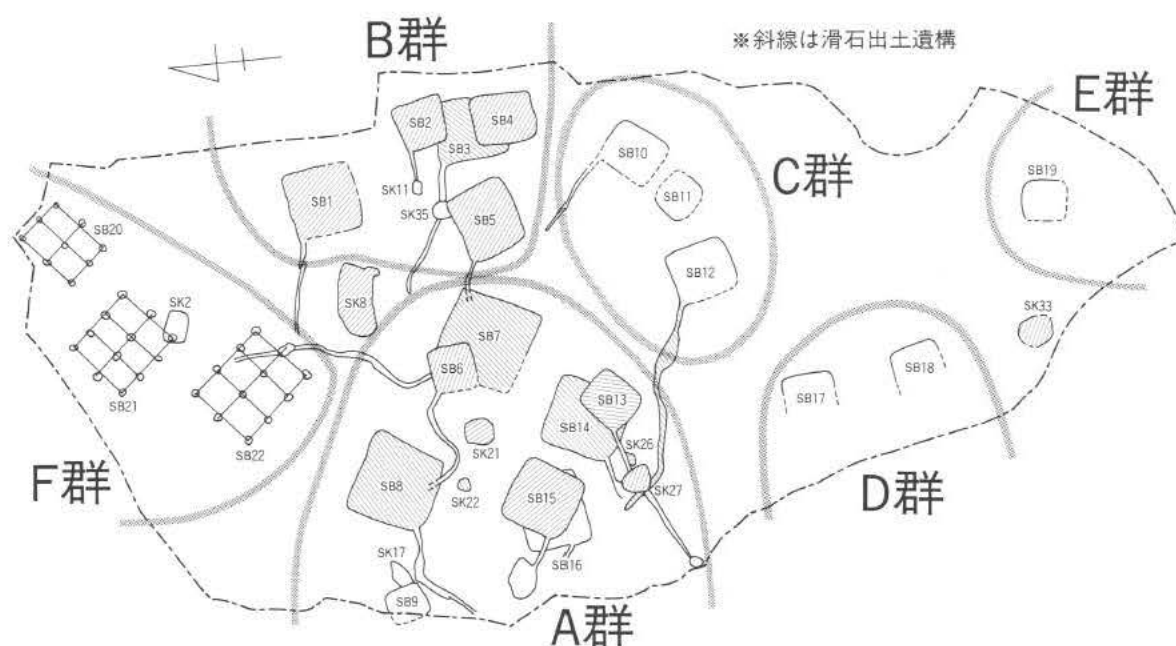 B群
※斜線は滑石出土遺構
E群
SB2
SB4
SB3
SB10
C群
SB19
SK11
SB1
SB11
SK35
SB5
SB20
SB12
SK2
SK8
SB7
SK33
SB6
SB18
SB21
SB13
SB17
SB14
SB22
SK21
SK26
F群
SB8
SK22
SB15
SK27
D群
SK17
SB16
SB9
A群